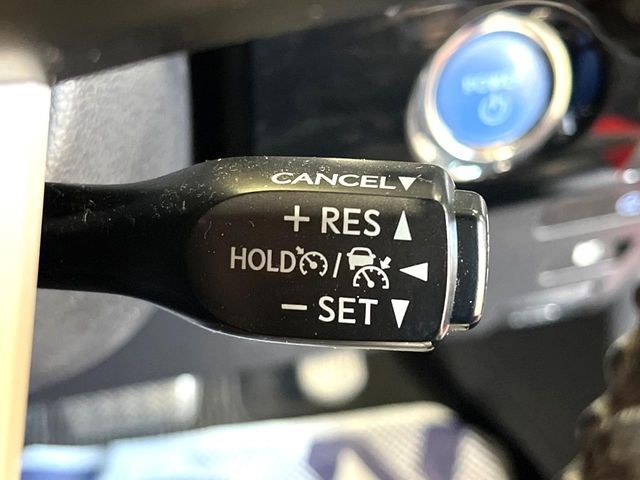 CANCEL▼
+ RES ▲
HOLD / ◀
− SET ▼
POWER